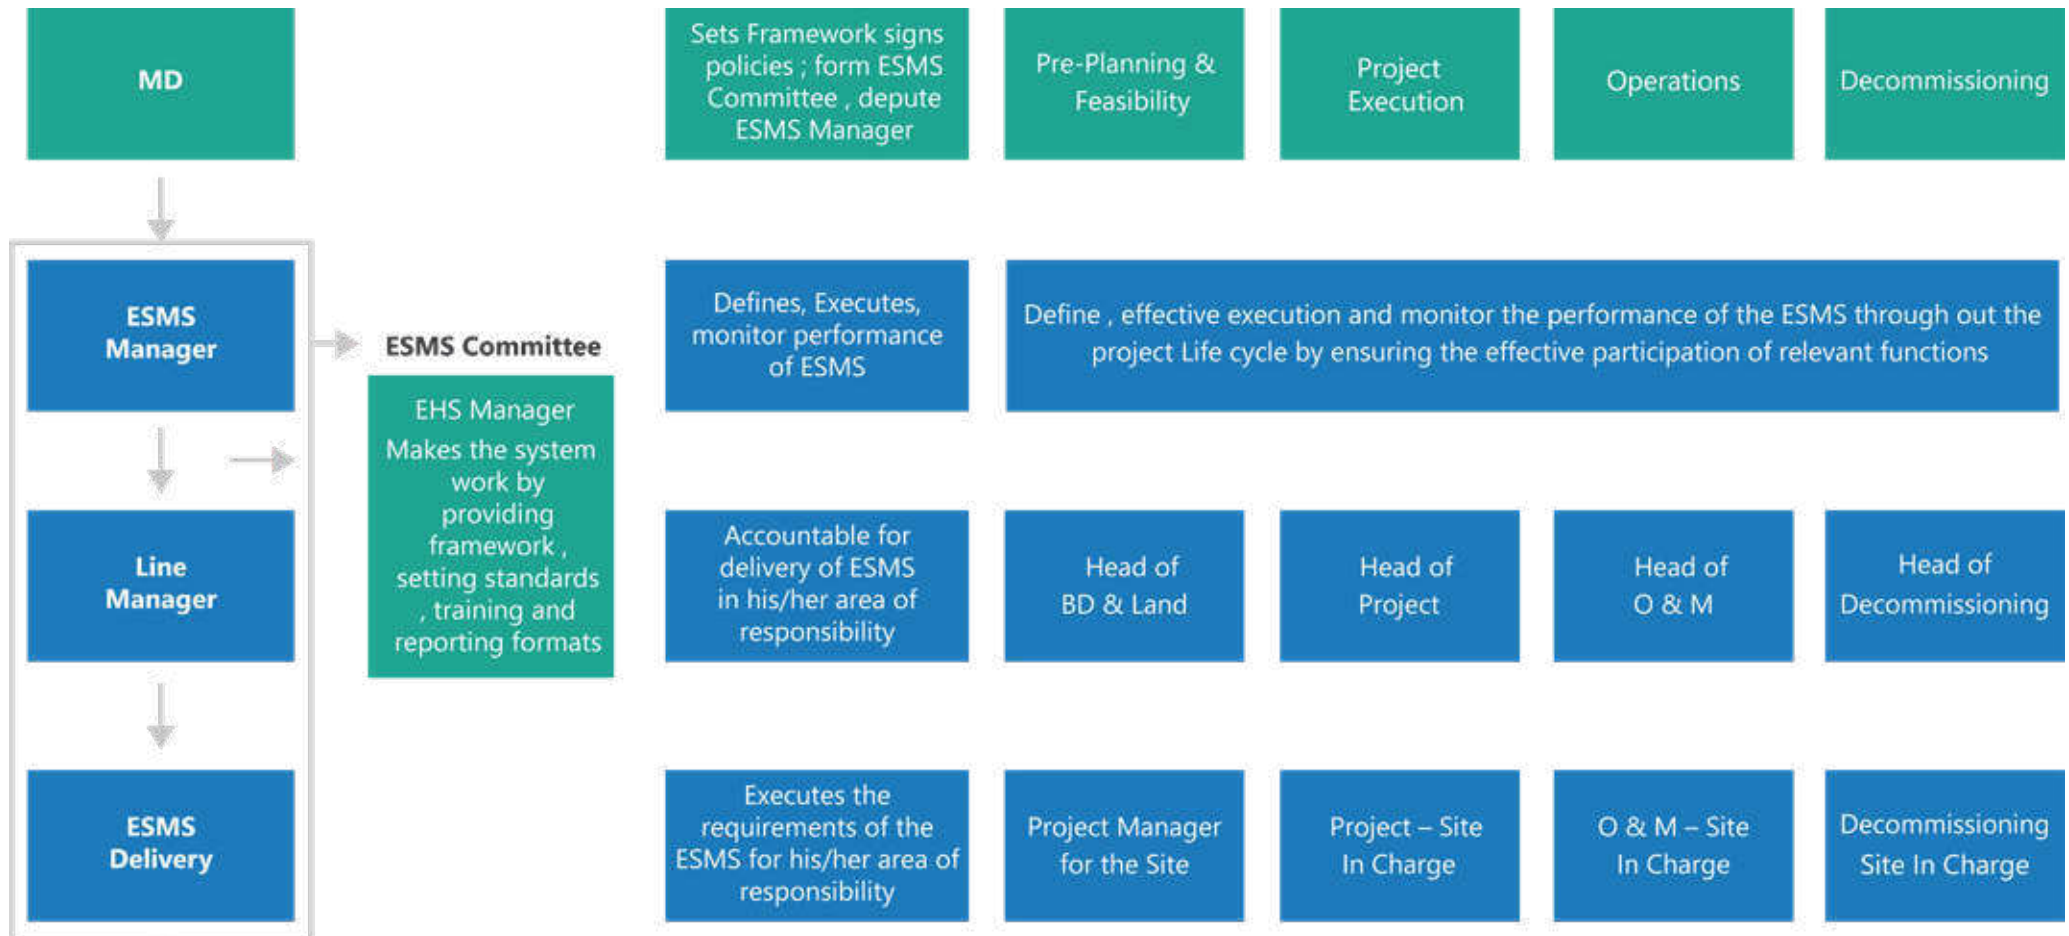 MD
Sets Framework signs
policies ; form ESMS
Committee , depute
ESMS Manager
Pre-Planning &
Feasibility
Project
Execution
Operations
Decommissioning
ESMS
Manager
ESMS Committee
EHS Manager
Makes the system
work by
providing
framework ,
setting standards
, training and
reporting formats
Defines, Executes,
monitor performance
of ESMS
Define , effective execution and monitor the performance of the ESMS through out the
project Life cycle by ensuring the effective participation of relevant functions
Line
Manager
Accountable for
delivery of ESMS
in his/her area of
responsibility
Head of
BD & Land
Head of
Project
Head of
O & M
Head of
Decommissioning
ESMS
Delivery
Executes the
requirements of the
ESMS for his/her area of
responsibility
Project Manager
for the Site
Project – Site
In Charge
O & M – Site
In Charge
Decommissioning
Site In Charge